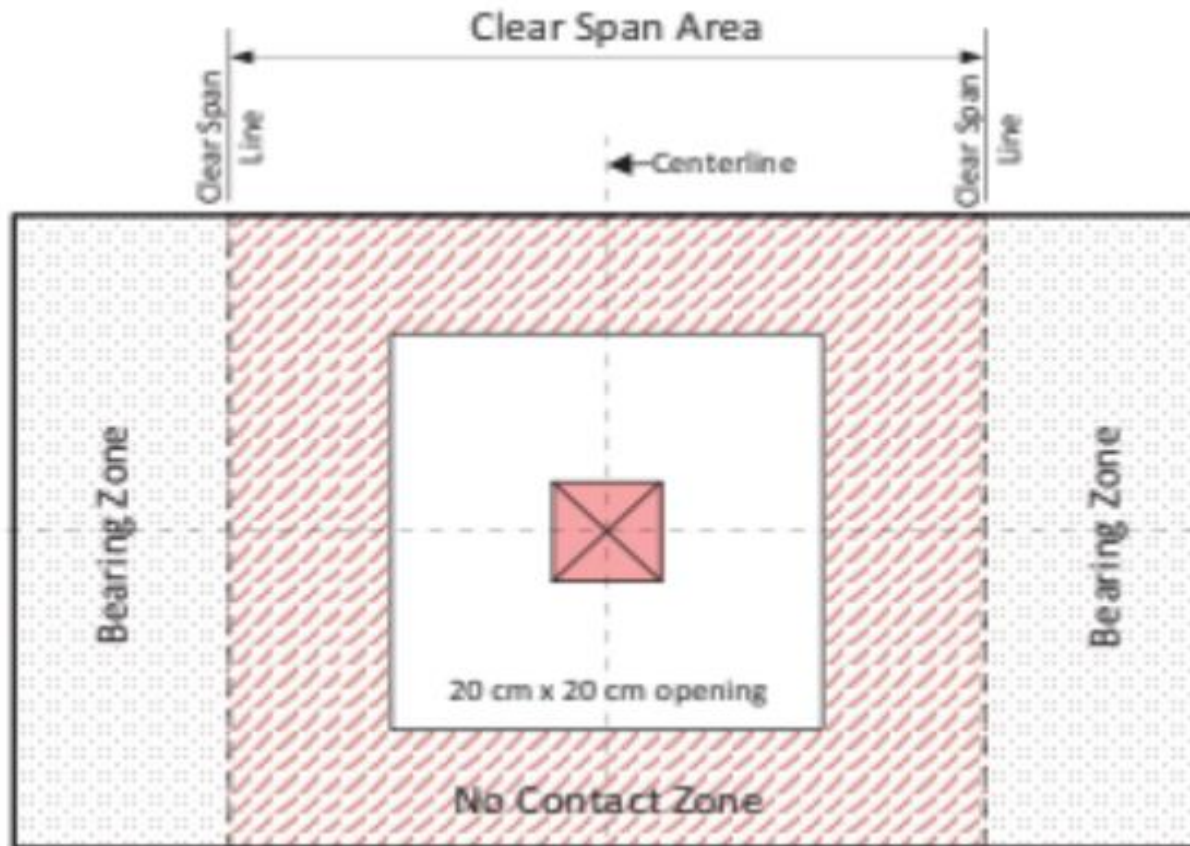 Clear Span Area
Clear Span
Line
Centerline
Clear Span
Line
Bearing Zone
Bearing Zone
20 cm x 20 cm opening
No Contact Zone